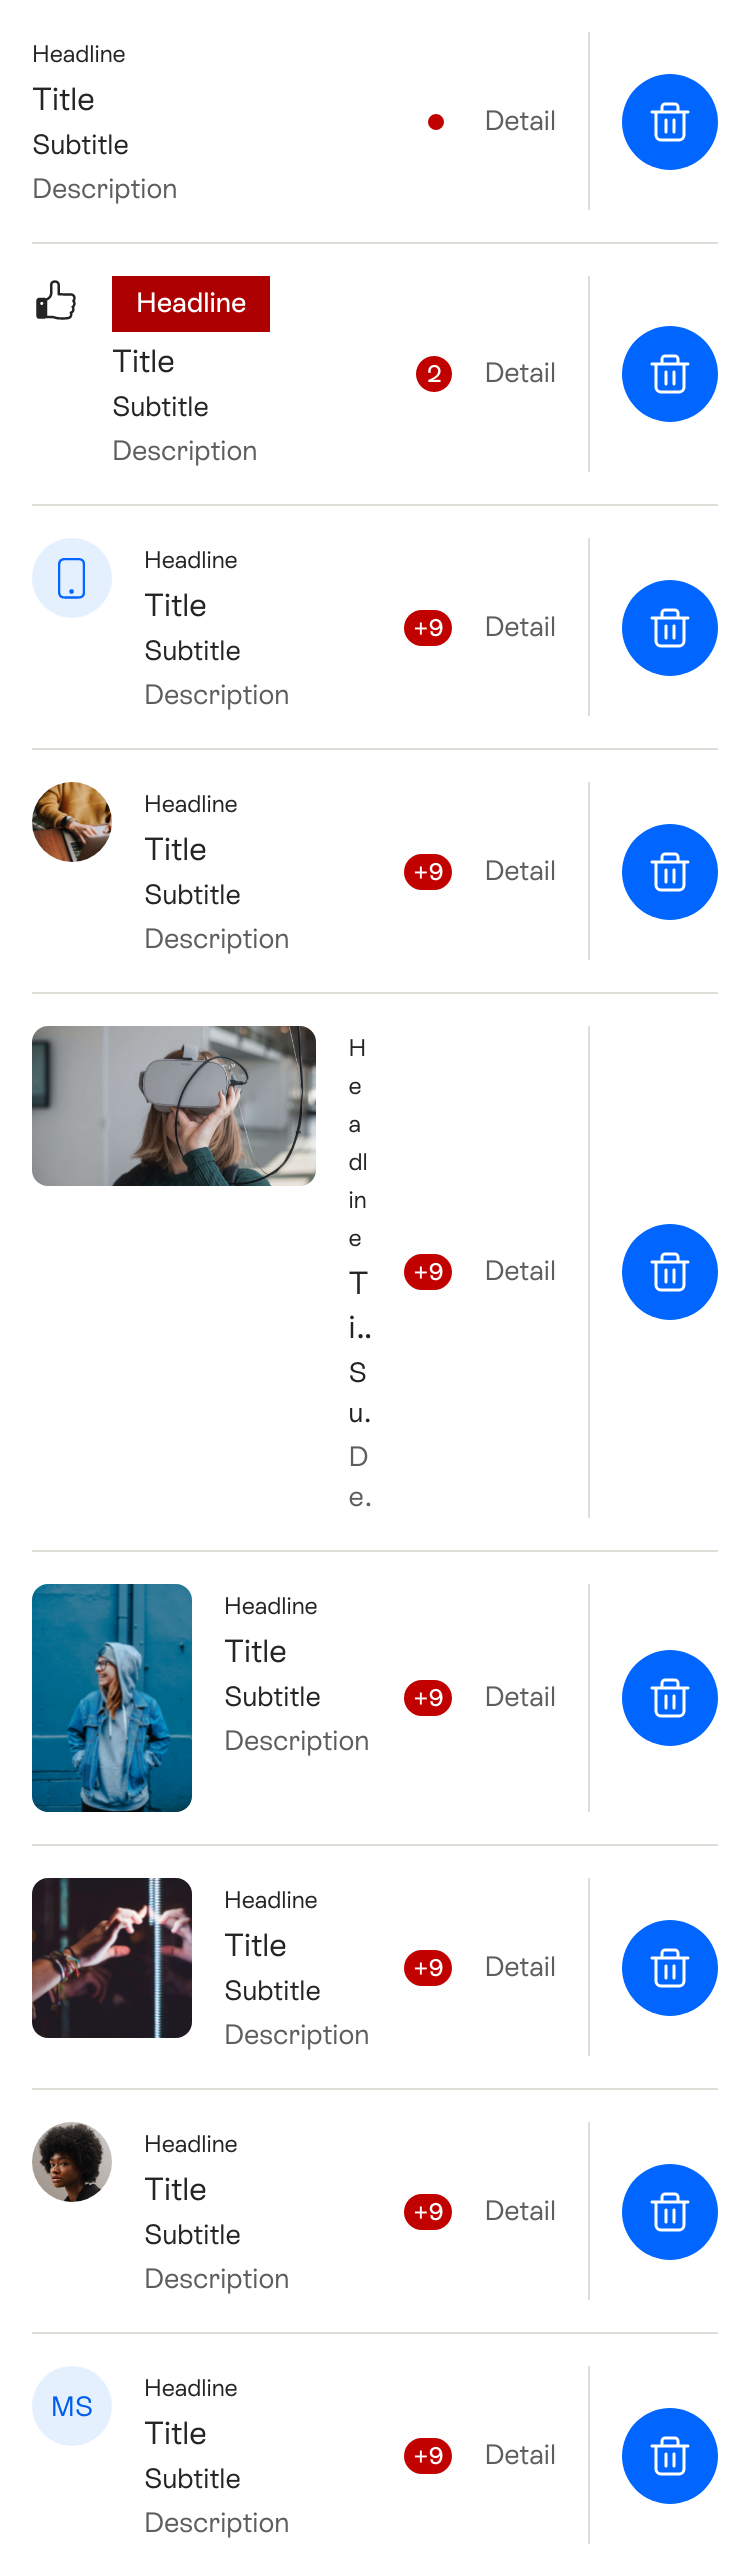 Headline
Title
Subtitle
Description
Detail
Headline
Title
Subtitle
Description
2
Detail
Headline
Title
Subtitle
Description
+9
Detail
Headline
Title
Subtitle
Description
+9
Detail
H
e
a
dl
in
e
T
i..
S
u.
D
e.
+9
Detail
Headline
Title
Subtitle
Description
+9
Detail
Headline
Title
Subtitle
Description
+9
Detail
Headline
Title
Subtitle
Description
+9
Detail
MS
Headline
Title
Subtitle
Description
+9
Detail